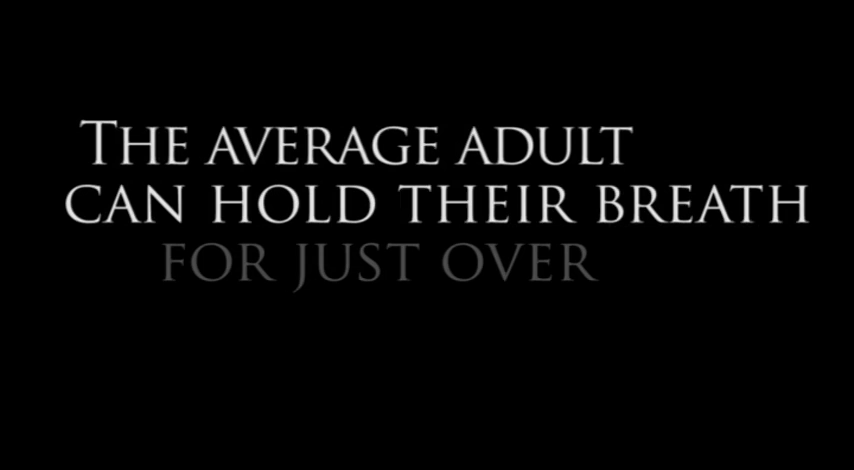 THE AVERAGE ADULT
CAN HOLD THEIR BREATH
FOR JUST OVER